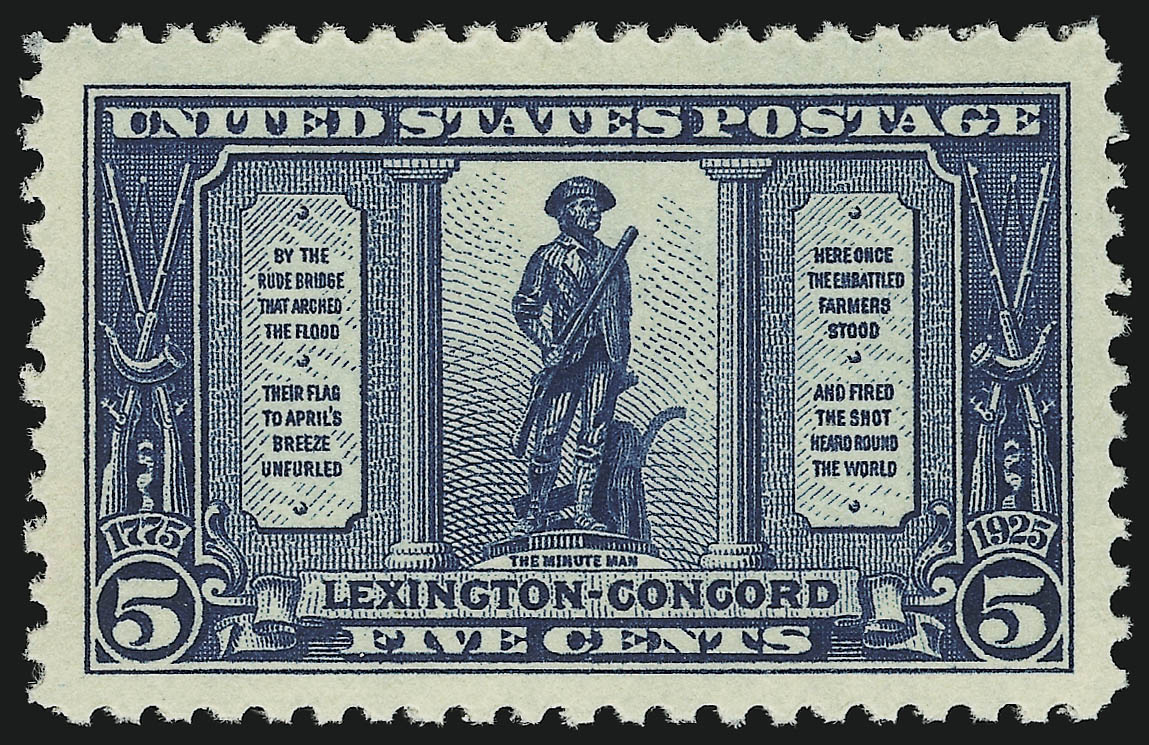 UNITED STATES POSTAGE
BY THE
RUDE BRIDGE
THAT ARCHED
THE FLOOD
THEIR FLAG
TO APRIL'S
BREEZE
UNFURLED
HERE ONCE
THE EMBATTLED
FARMERS
STOOD
AND FIRED
THE SHOT
HEARD ROUND
THE WORLD
1775
1925
THE MINUTE MAN
LEXINGTON-CONCORD
5
5
FIVE CENTS